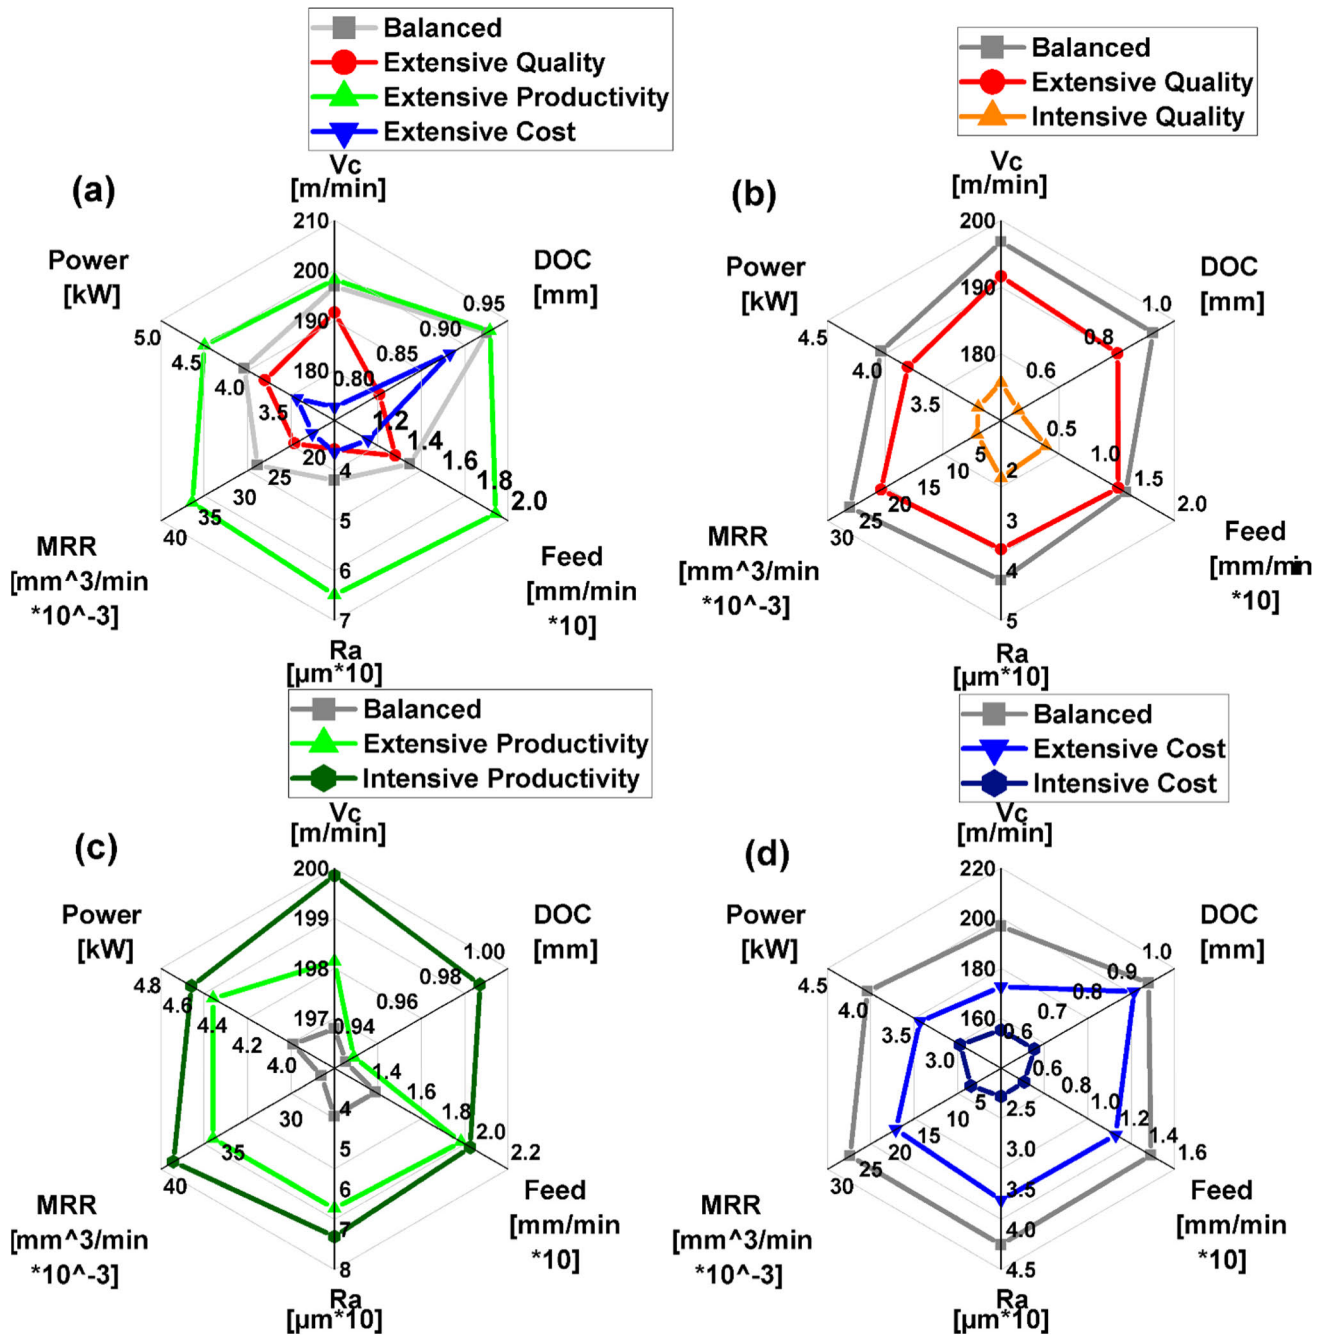 Balanced
Extensive Quality
Extensive Productivity
Extensive Cost
(a)
Vc
[m/min]
210
200
190
180
DOC
[mm]
0.95
0.90
0.85
0.80
Power
[kW]
5.0
4.5
4.0
3.5
1.2
1.4
1.6
1.8
2.0
Feed
[mm/min
*10]
20
25
30
35
40
MRR
[mm^3/min
*10^-3]
4
5
6
7
Ra
[µm*10]
Balanced
Extensive Quality
Intensive Quality
(b)
Vc
[m/min]
200
190
180
DOC
[mm]
1.0
0.8
0.6
Power
[kW]
4.5
4.0
3.5
0.5
1.0
1.5
2.0
Feed
[mm/min
*10]
5
10
15
20
25
30
MRR
[mm^3/min
*10^-3]
2
3
4
5
Ra
[µm*10]
Balanced
Extensive Productivity
Intensive Productivity
(c)
Vc
[m/min]
200
199
198
197
DOC
[mm]
1.00
0.98
0.96
0.94
Power
[kW]
4.8
4.6
4.4
4.2
4.0
1.4
1.6
1.8
2.0
2.2
Feed
[mm/min
*10]
30
35
40
MRR
[mm^3/min
*10^-3]
4
5
6
7
8
Ra
[µm*10]
Balanced
Extensive Cost
Intensive Cost
(d)
Vc
[m/min]
220
200
180
160
DOC
[mm]
1.0
0.9
0.8
0.7
0.6
Power
[kW]
4.5
4.0
3.5
3.0
0.6
0.8
1.0
1.2
1.4
1.6
Feed
[mm/min
*10]
5
10
15
20
25
30
MRR
[mm^3/min
*10^-3]
2.5
3.0
3.5
4.0
4.5
Ra
[µm*10]